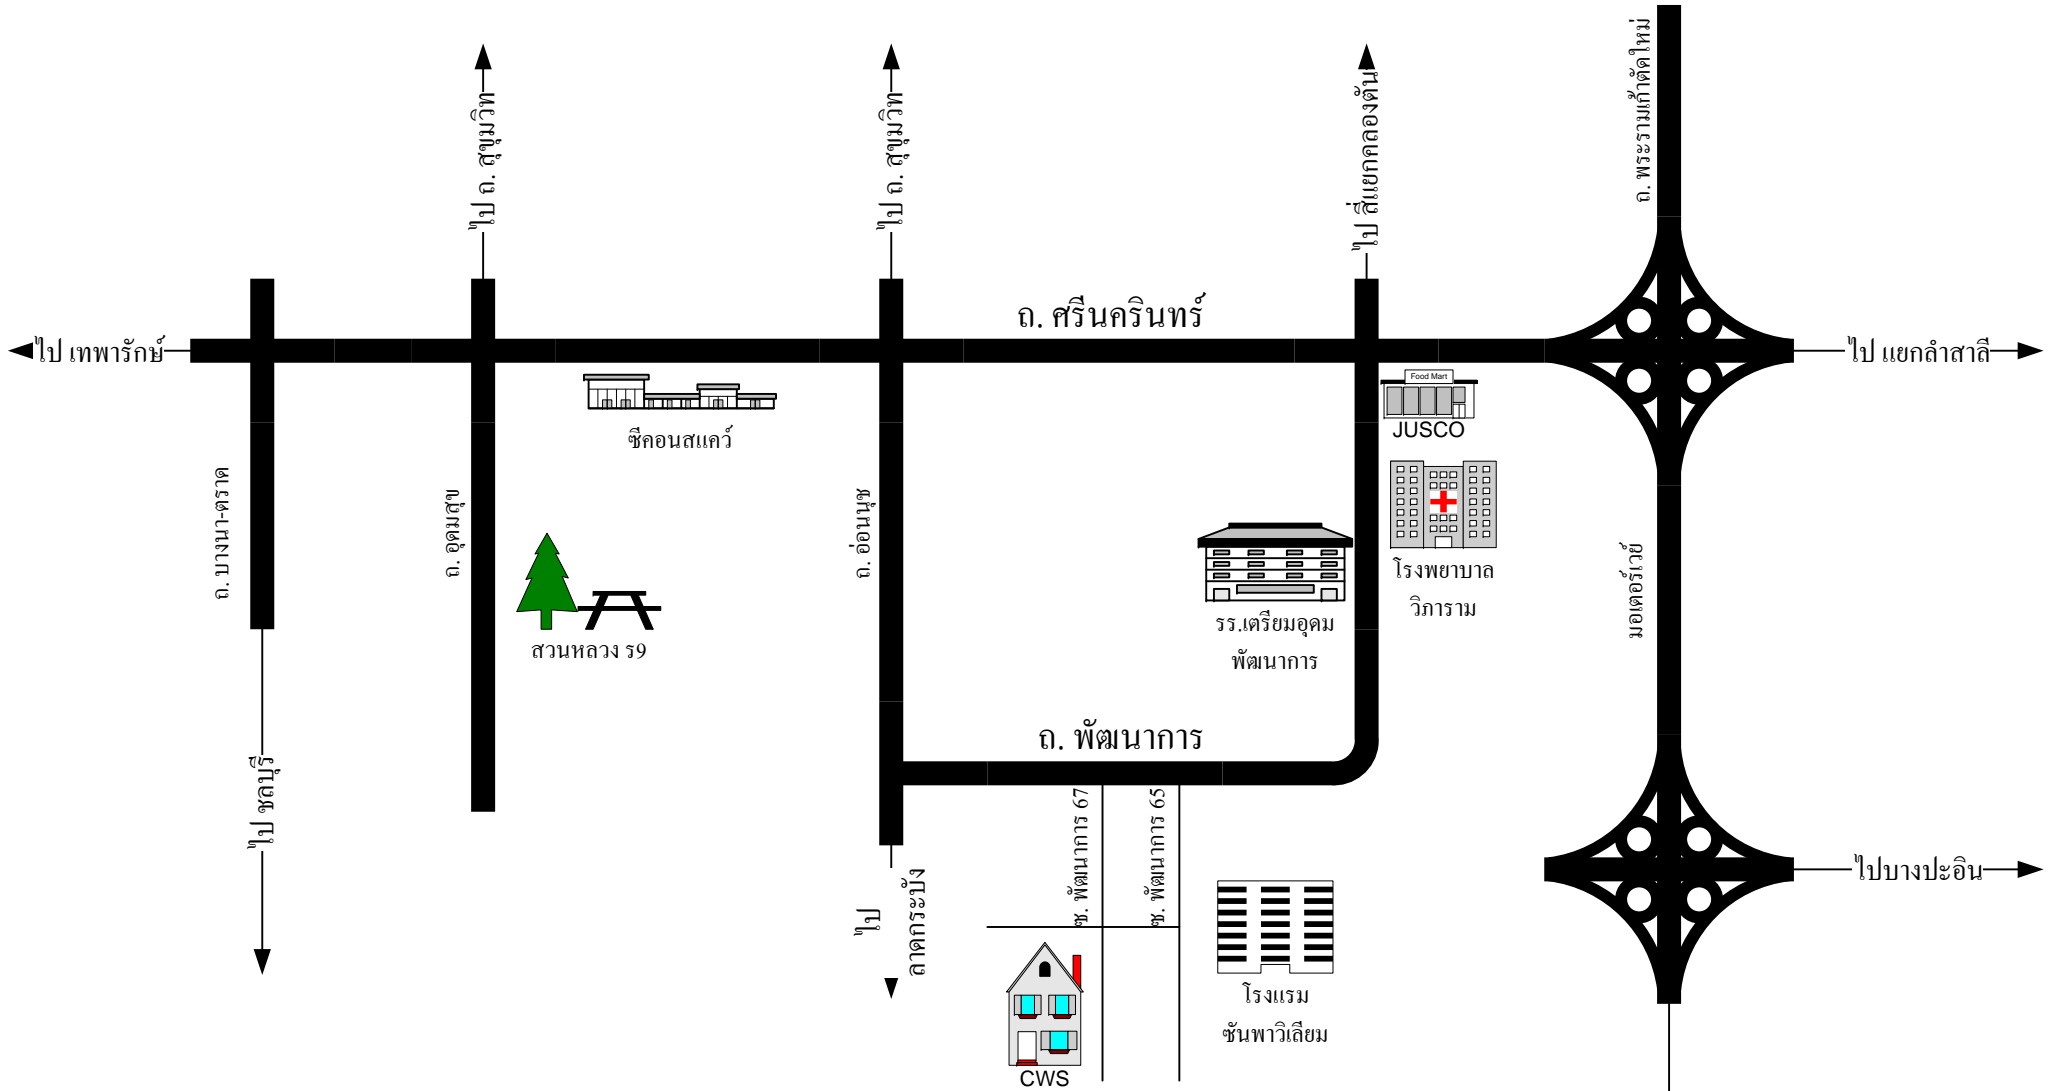 ไป ถ. สุขุมวิท
ไป ถ. สุขุมวิท
ไป สี่แยกคลองตัน
ถ. พระรามเก้าตัดใหม่
ถ. ศรีนครินทร์
ไป เทพารักษ์
ไป แยกลำสาลี
Food Mart
JUSCO
ซีคอนสแควร์
ถ. บางนา-ตราด
ถ. อุดมสุข
ถ. อ่อนนุช
มอเตอร์เวย์
โรงพยาบาล
วิภาราม
รร.เตรียมอุดม
พัฒนาการ
สวนหลวง ร9
ถ. พัฒนาการ
ไป ชลบุรี
ซ. พัฒนาการ 67
ซ. พัฒนาการ 65
ไป
ลาดกระบัง
ไปบางปะอิน
โรงแรม
ซันพาวิเลียม
CWS